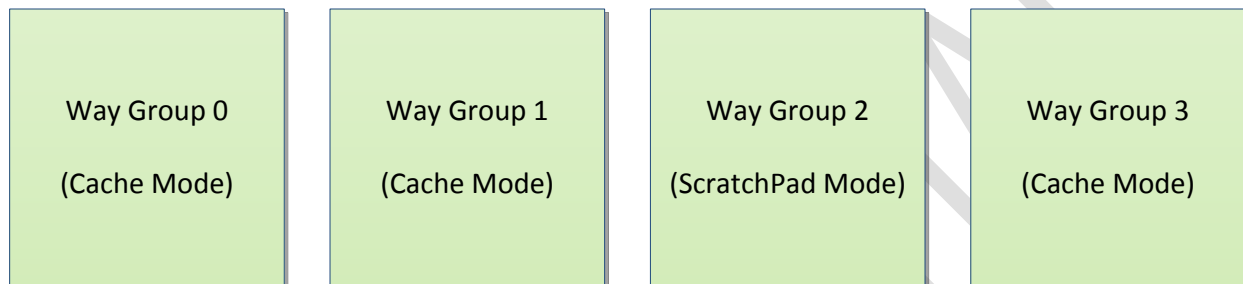 Way Group 0
(Cache Mode)
Way Group 1
(Cache Mode)
Way Group 2
(ScratchPad Mode)
Way Group 3
(Cache Mode)